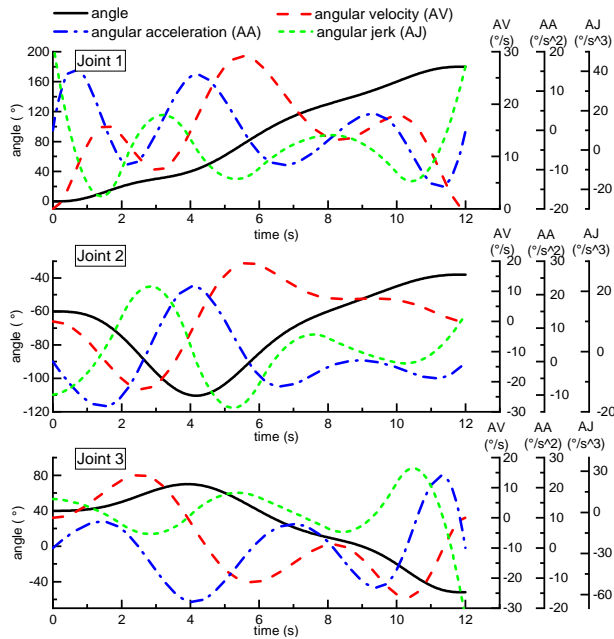 angle
angular velocity (AV)
angular acceleration (AA)
angular jerk (AJ)
AV (°/s)
AA (°/s^2)
AJ (°/s^3)
Joint 1
angle ( °)
200
160
120
80
40
0
0 2 4 6 8 10 12
time (s)
30
20
10
0
20
10
0
-10
-20
40
20
0
-20
Joint 2
AV (°/s)
AA (°/s^2)
AJ (°/s^3)
angle ( °)
-40
-60
-80
-100
-120
0 2 4 6 8 10 12
time (s)
20
10
0
-10
-20
-30
20
10
0
-10
20
0
-20
Joint 3
AV (°/s)
AA (°/s^2)
AJ (°/s^3)
angle ( °)
80
40
0
-40
0 2 4 6 8 10 12
time (s)
20
10
0
-10
-20
-30
30
20
10
0
-10
-20
30
0
-30
-60